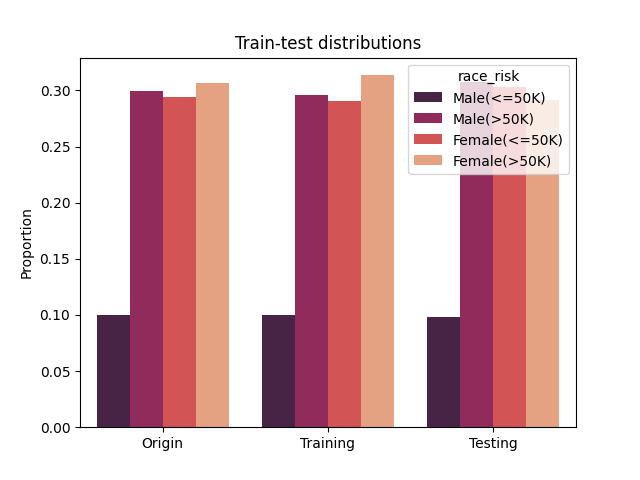 Train-test distributions
race_risk
Male(<=50K)
Male(>50K)
Female(<=50K)
Female(>50K)
Proportion
0.30
0.25
0.20
0.15
0.10
0.05
0.00
Origin
Training
Testing